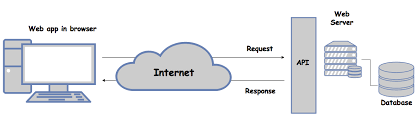 Web app in browser
Internet
Request
Response
API
Web
Server
Database